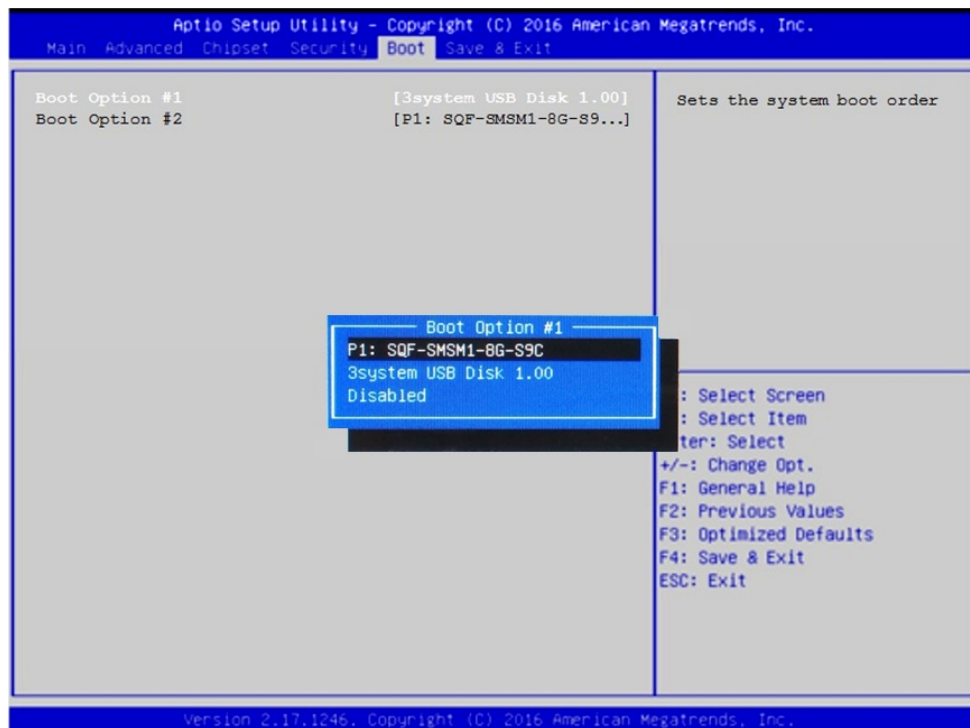 Aptio Setup Utility - Copyright (C) 2016 American Megatrends, Inc.
Main Advanced Chipset Security Boot Save & Exit
Boot Option #1 [3system USB Disk 1.00]
Boot Option #2 [P1: SQF-SMSM1-8G-S9...]
Sets the system boot order
Boot Option #1
P1: SQF-SMSM1-8G-S9C
3system USB Disk 1.00
Disabled
: Select Screen
: Select Item
ter: Select
+/-: Change Opt.
F1: General Help
F2: Previous Values
F3: Optimized Defaults
F4: Save & Exit
ESC: Exit
Version 2.17.1246. Copyright (C) 2016 American Megatrends, Inc.